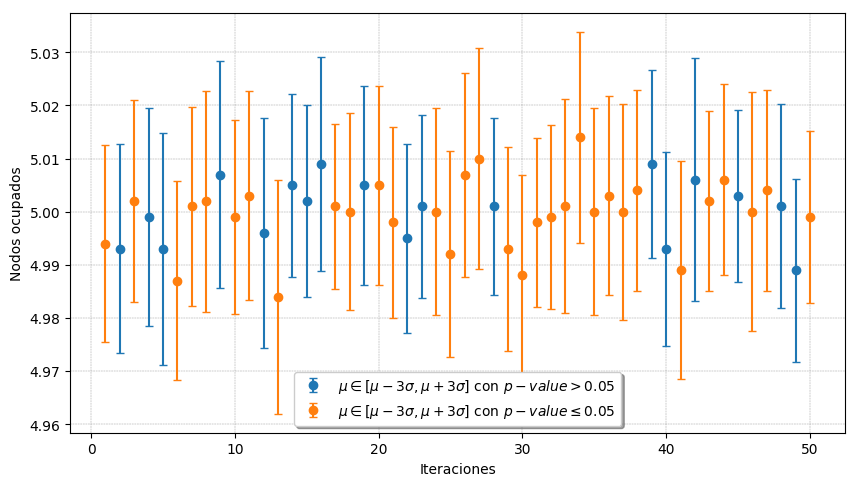 5.03
5.02
5.01
5.00
4.99
4.98
4.97
4.96
Nodos ocupados
μ ∈ [μ − 3σ, μ + 3σ] con p − value > 0.05
μ ∈ [μ − 3σ, μ + 3σ] con p − value ≤ 0.05
0 10 20 30 40 50
Iteraciones